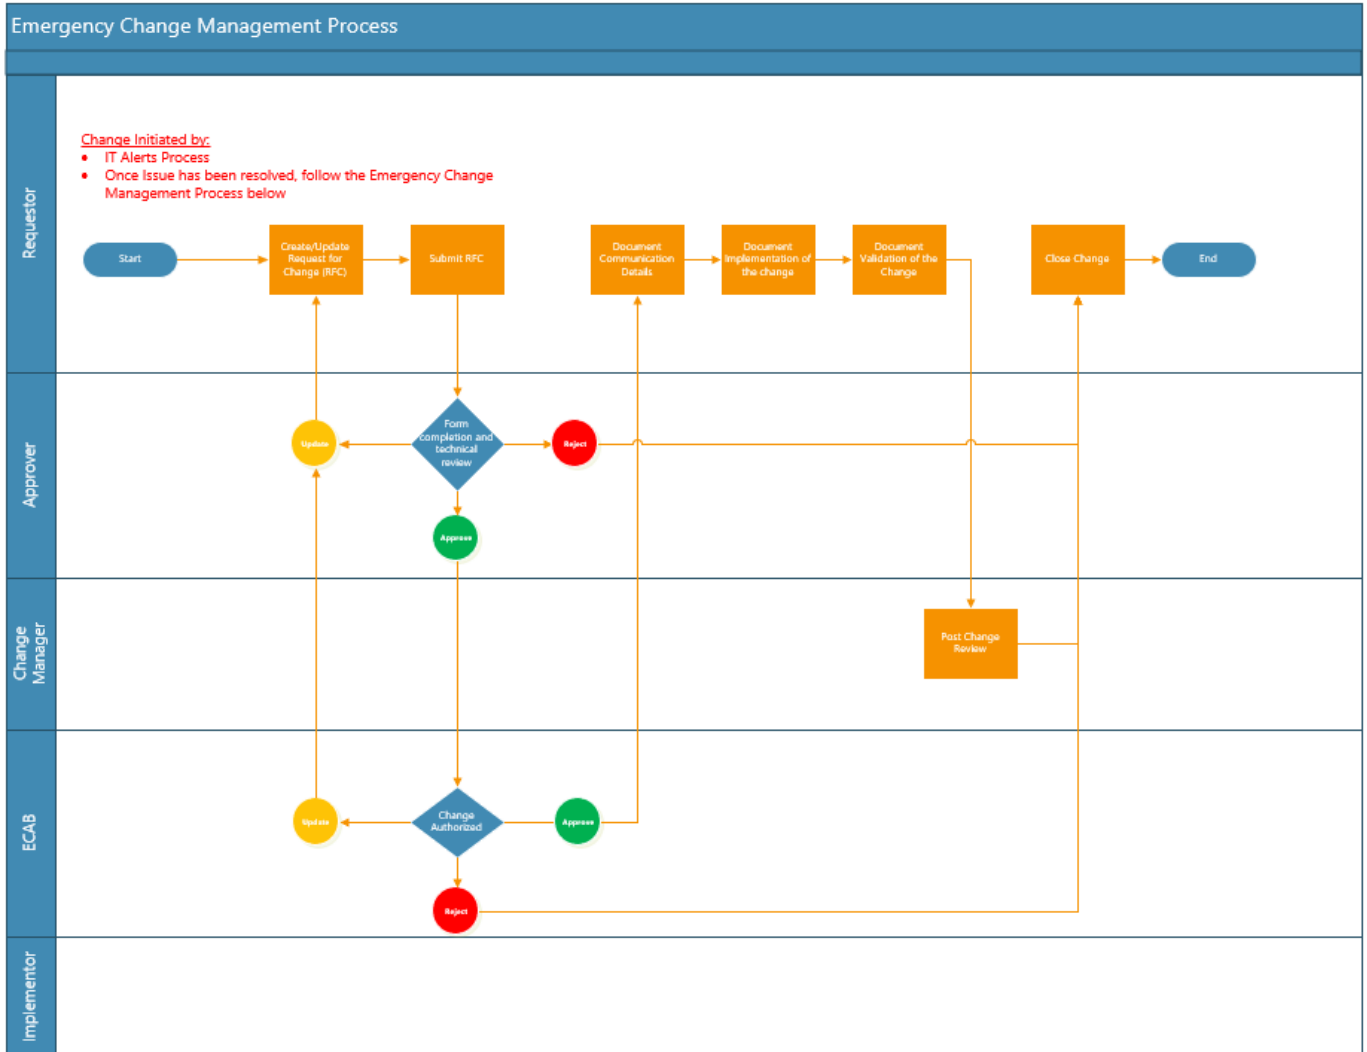 Emergency Change Management Process
Requestor
Change Initiated by:
• IT Alerts Process
• Once Issue has been resolved, follow the Emergency Change
Management Process below
Start
Create/Update
Request for
Change (RFC)
Submit RFC
Document
Communication
Details
Document
Implementation of
the change
Document
Validation of the
Change
Close Change
End
Approver
Update
Form
completion and
technical
review
Reject
Approve
Change
Manager
Post Change
Review
ECAB
Update
Change
Authorized
Approve
Reject
Implementor